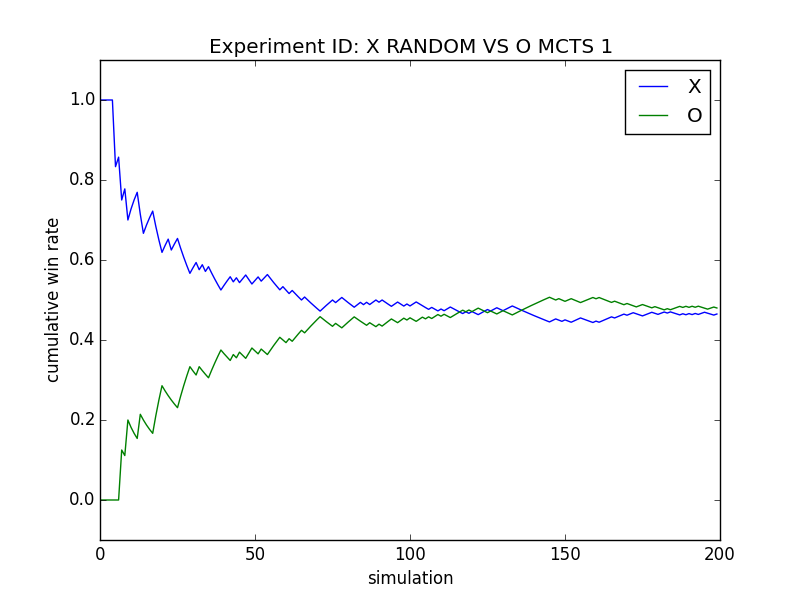 Experiment ID: X RANDOM VS O MCTS 1
X
O
cumulative win rate
1.0
0.8
0.6
0.4
0.2
0.0
0 50 100 150 200
simulation